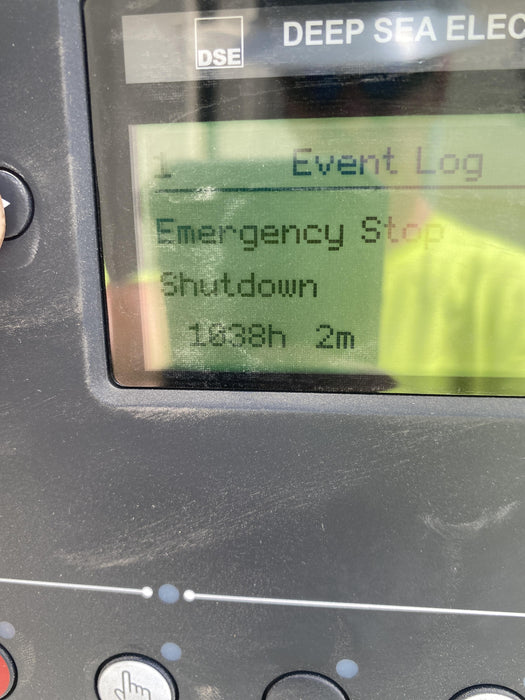 DSE
DEEP SEA ELEC
1 Event Log
Emergency Stop
Shutdown
1038h 2m